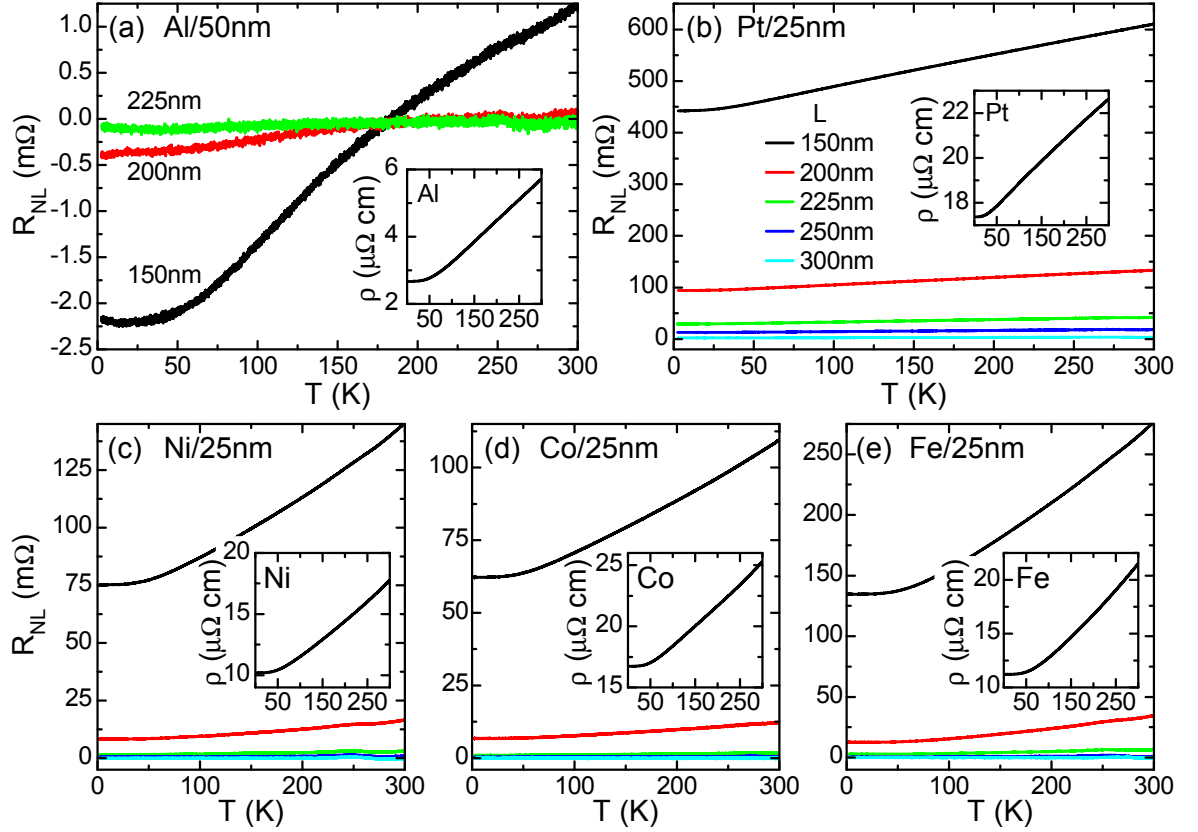 (a) Al/50nm
R_NL (mΩ)
1.0
0.5
0.0
-0.5
-1.0
-1.5
-2.0
-2.5
225nm
200nm
150nm
0 50 100 150 200 250 300
T (K)
Al
ρ (μΩ cm)
6
4
2
50 150 250
(b) Pt/25nm
R_NL (mΩ)
600
500
400
300
200
100
0
L
150nm
200nm
225nm
250nm
300nm
0 50 100 150 200 250 300
T (K)
Pt
ρ (μΩ cm)
22
20
18
50 150 250
(c) Ni/25nm
R_NL (mΩ)
125
100
75
50
25
0
0 100 200 300
T (K)
Ni
ρ (μΩ cm)
20
15
10
50 150 250
(d) Co/25nm
100
80
60
40
20
0
0 100 200 300
T (K)
Co
ρ (μΩ cm)
25
20
15
50 150 250
(e) Fe/25nm
250
200
150
100
50
0
0 50 100 150 200 250 300
T (K)
Fe
ρ (μΩ cm)
20
15
10
50 150 250